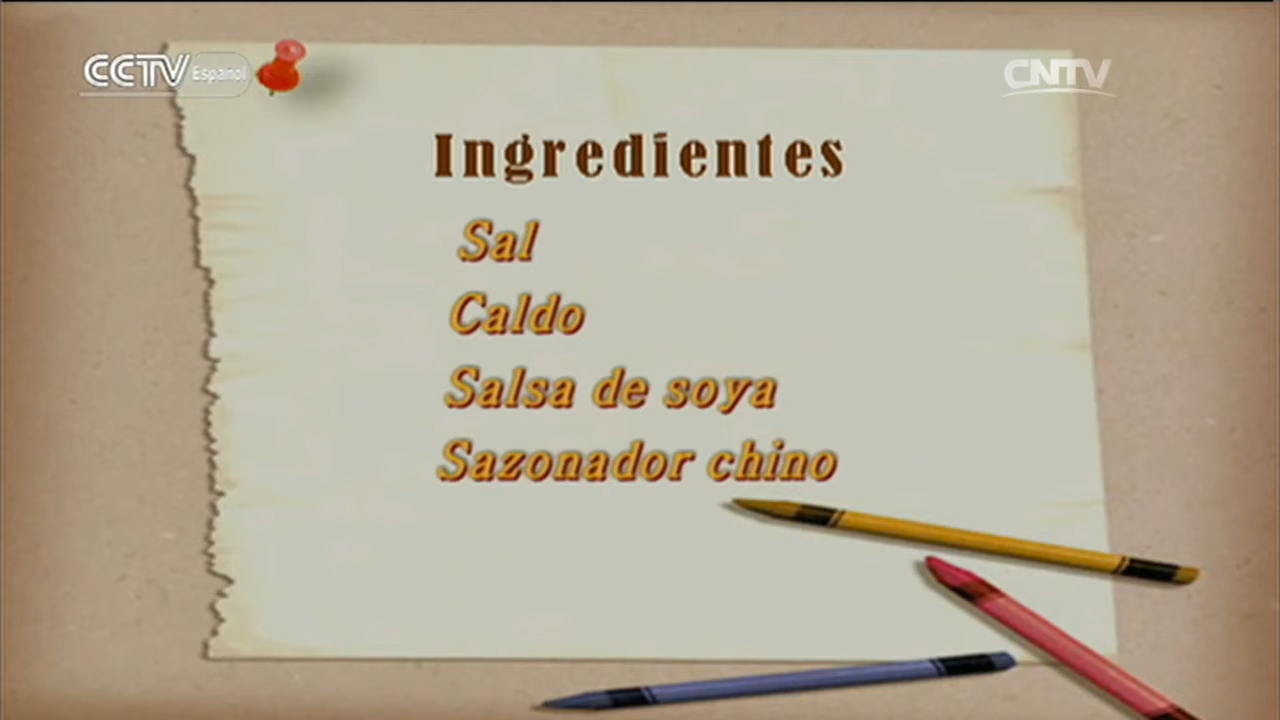 CCTV Español
CNTV
Ingredientes
Sal
Caldo
Salsa de soya
Sazonador chino